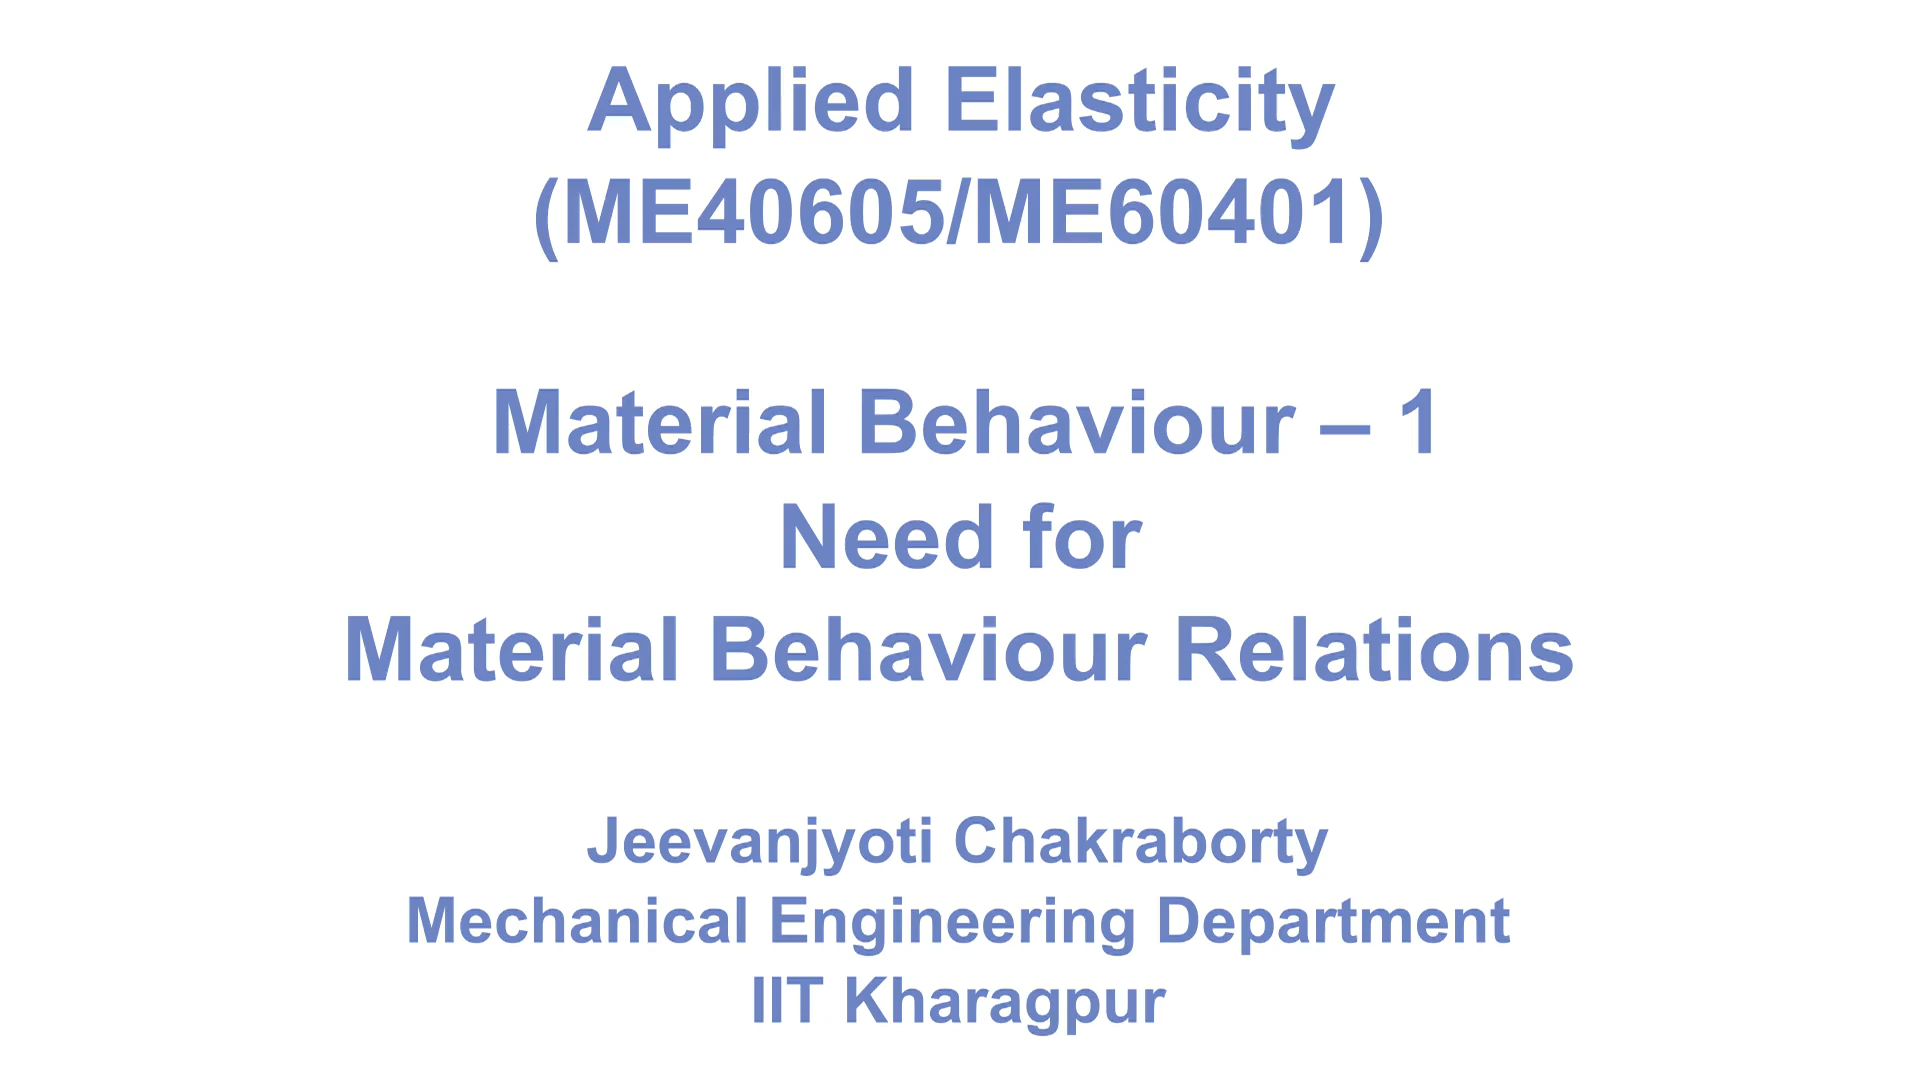 Applied Elasticity
(ME40605/ME60401)
Material Behaviour – 1
Need for
Material Behaviour Relations
Jeevanjyoti Chakraborty
Mechanical Engineering Department
IIT Kharagpur